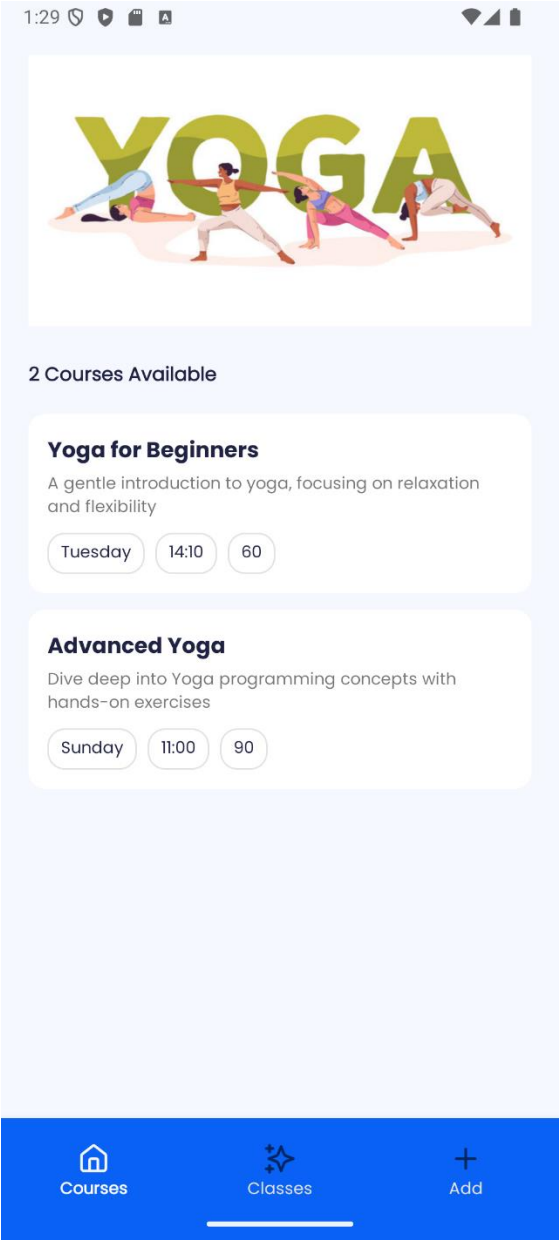 1:29
A
YOGA
2 Courses Available
Yoga for Beginners
A gentle introduction to yoga, focusing on relaxation
and flexibility
Tuesday 14:10 60
Advanced Yoga
Dive deep into Yoga programming concepts with
hands-on exercises
Sunday 11:00 90
Courses Classes Add